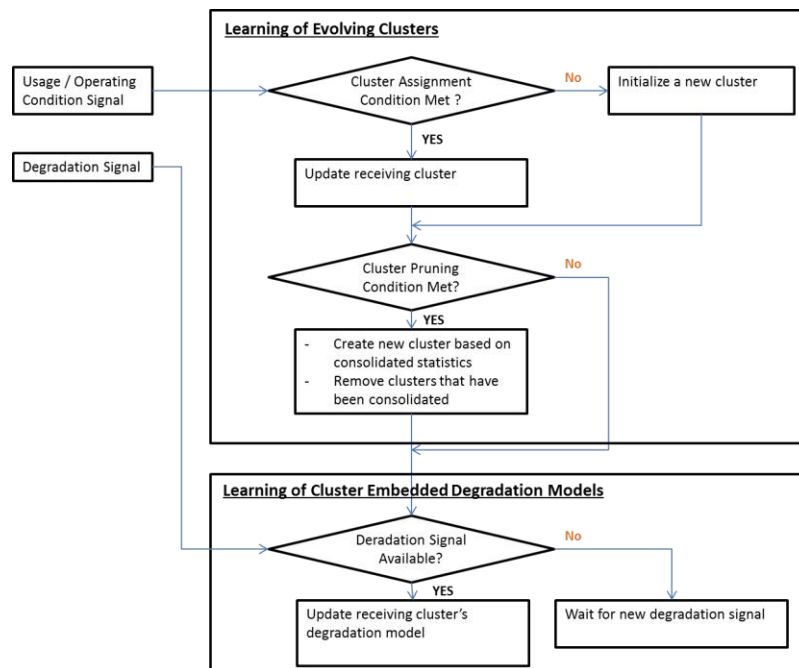 Learning of Evolving Clusters
Usage / Operating
Condition Signal
Cluster Assignment
Condition Met ?
No
Initialize a new cluster
YES
Degradation Signal
Update receiving cluster
Cluster Pruning
Condition Met?
No
YES
- Create new cluster based on
consolidated statistics
- Remove clusters that have
been consolidated
Learning of Cluster Embedded Degradation Models
Deradation Signal
Available?
No
YES
Update receiving cluster's
degradation model
Wait for new degradation signal